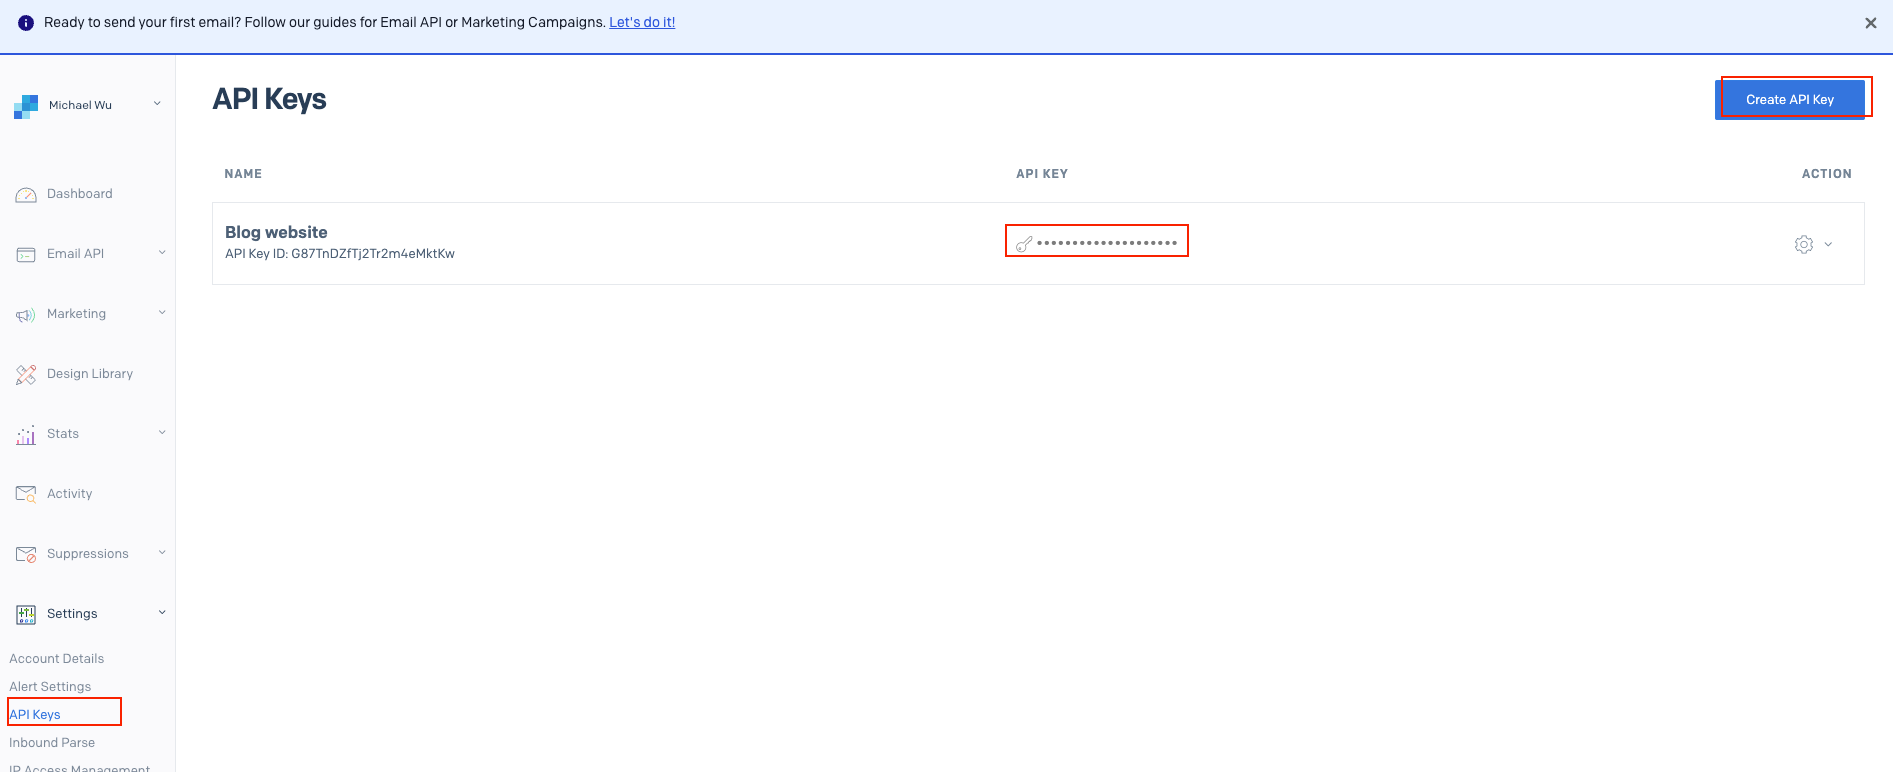 Ready to send your first email? Follow our guides for Email API or Marketing Campaigns. Let's do it!
Michael Wu
Dashboard
Email API
Marketing
Design Library
Stats
Activity
Suppressions
Settings
Account Details
Alert Settings
API Keys
Inbound Parse
IP Access Management
API Keys
Create API Key
NAME API KEY ACTION
Blog website
API Key ID: G87TnDZfTj2Tr2m4eMktKw
••••••••••••••••••••